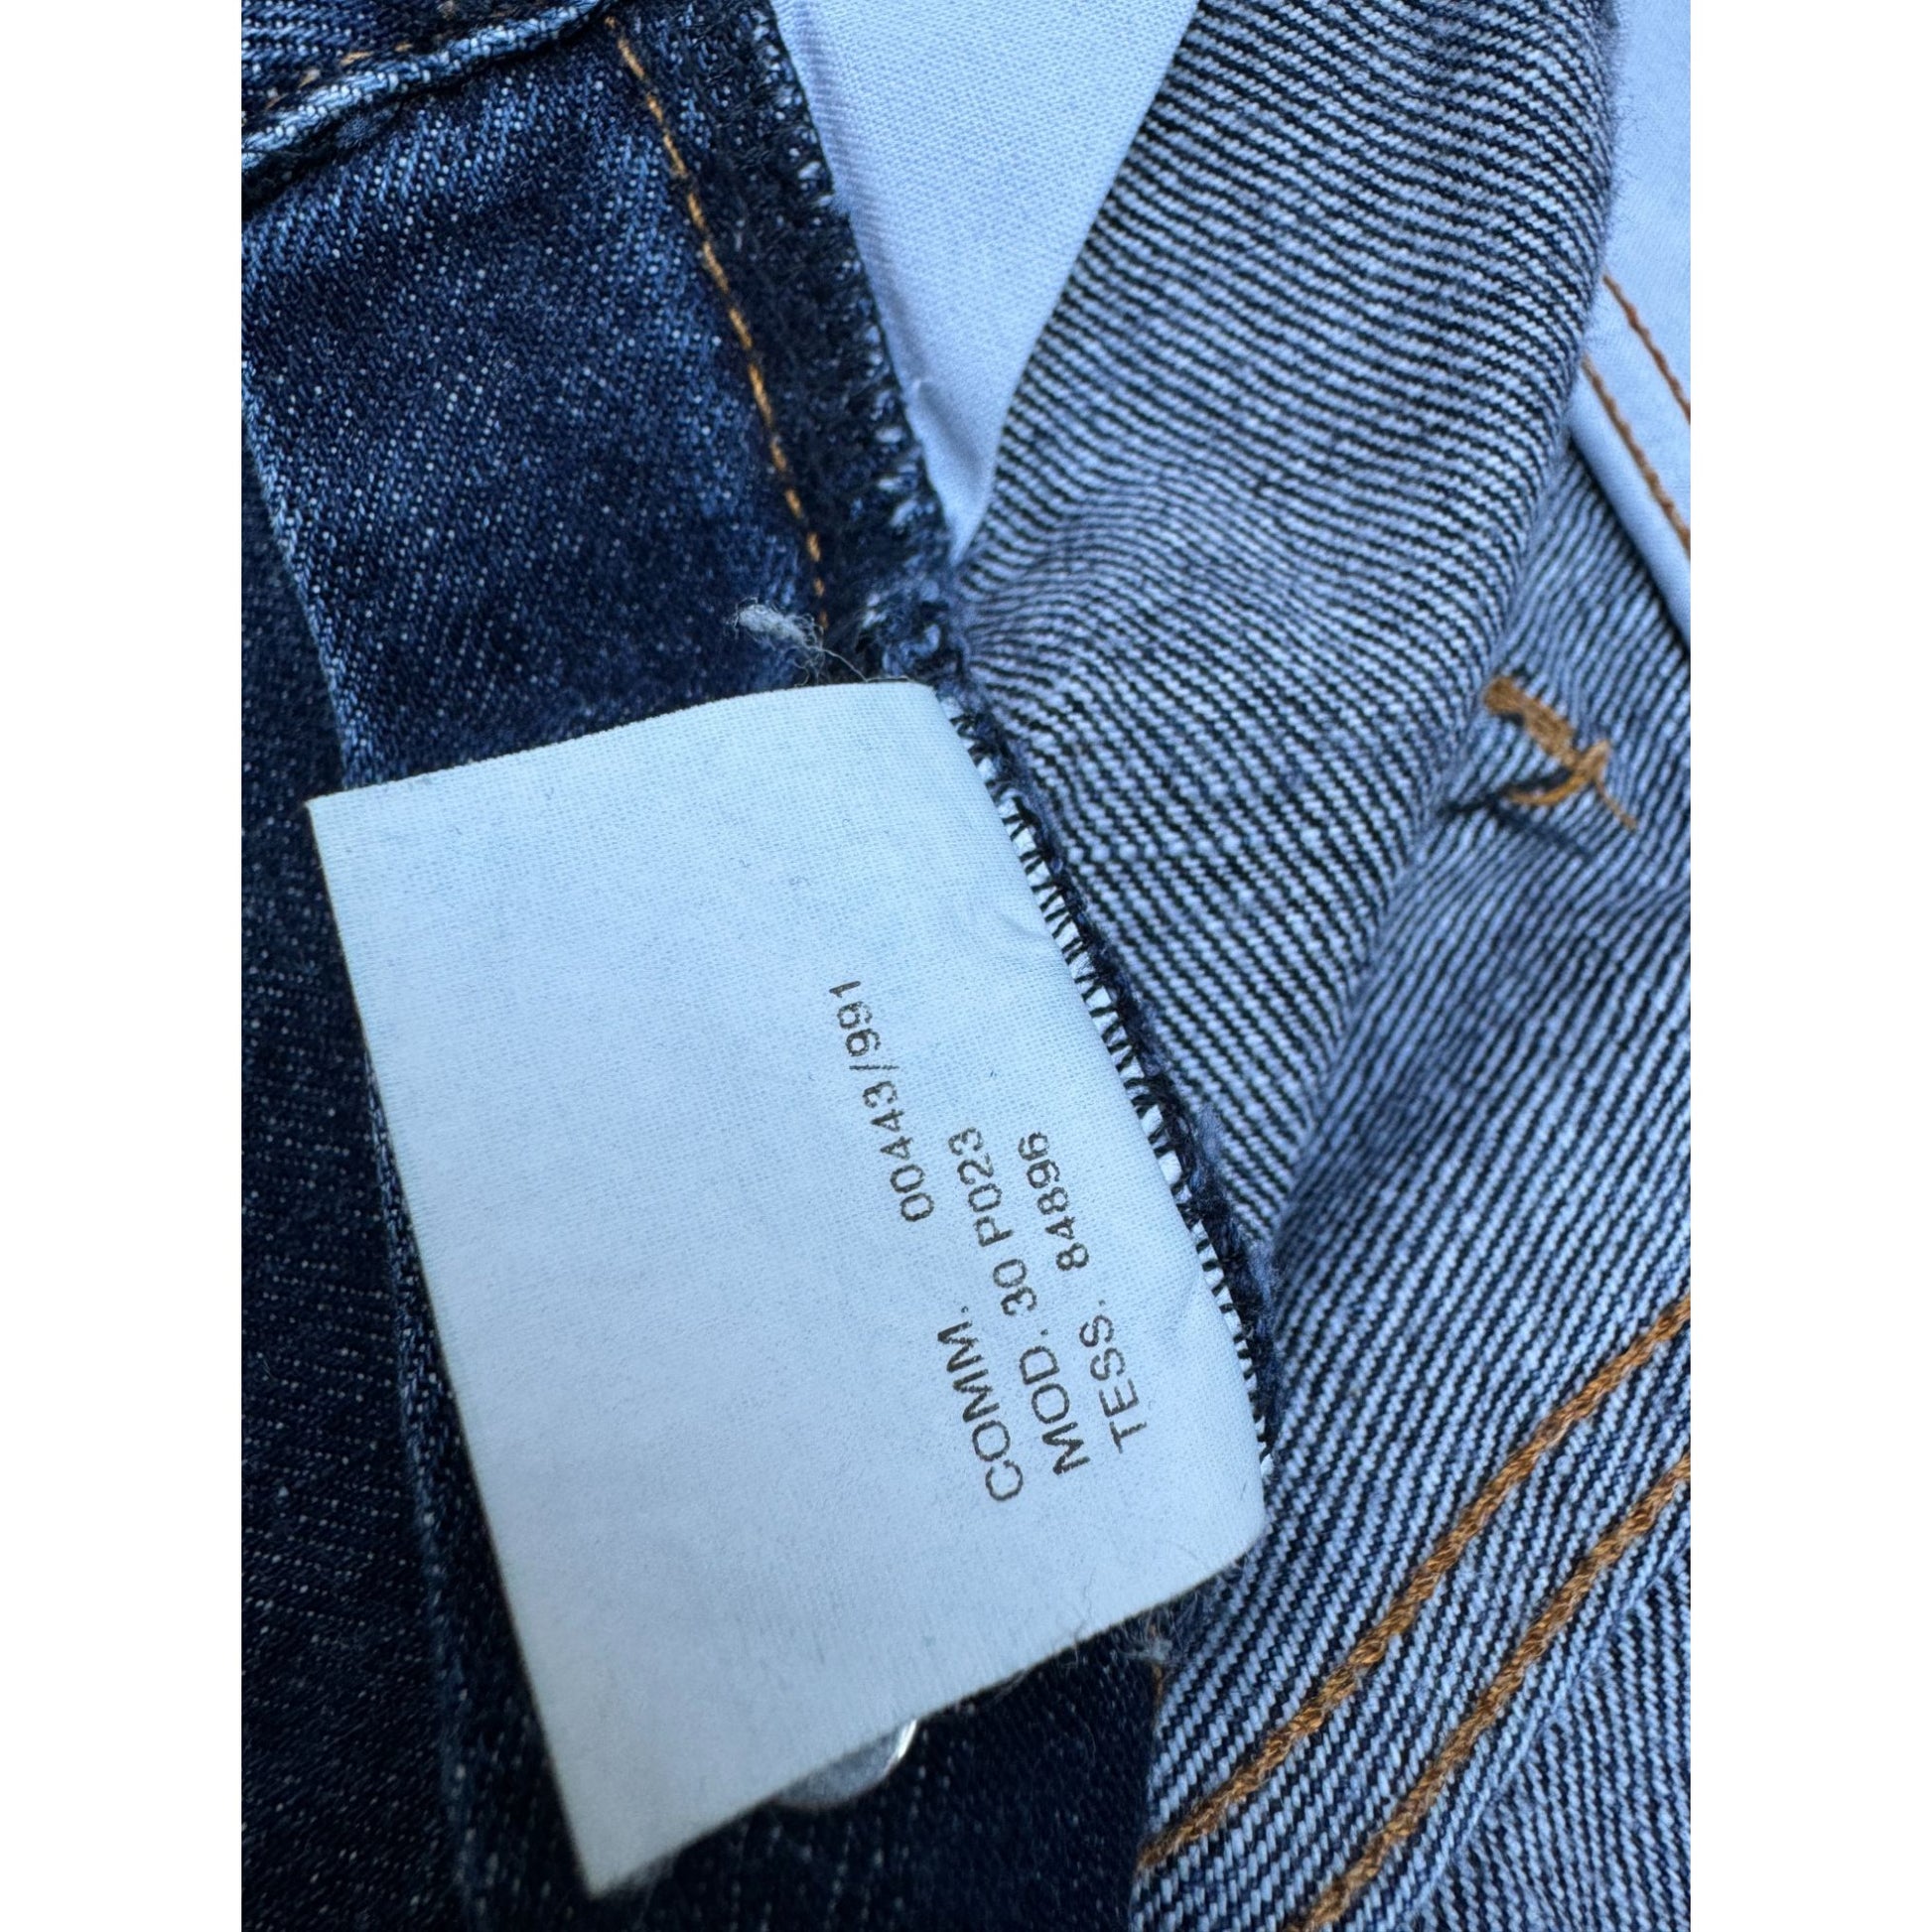 COMM. 00443/991
MOD. 30 P023
TESS. 84896